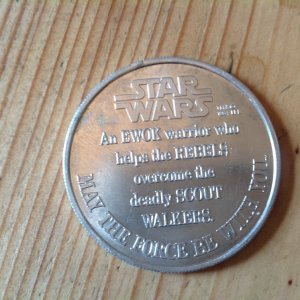 STAR
WARS
An EWOK warrior who
helps the REBELS
overcome the
deadly SCOUT
WALKERS.
MAY THE FORCE BE WITH YOU